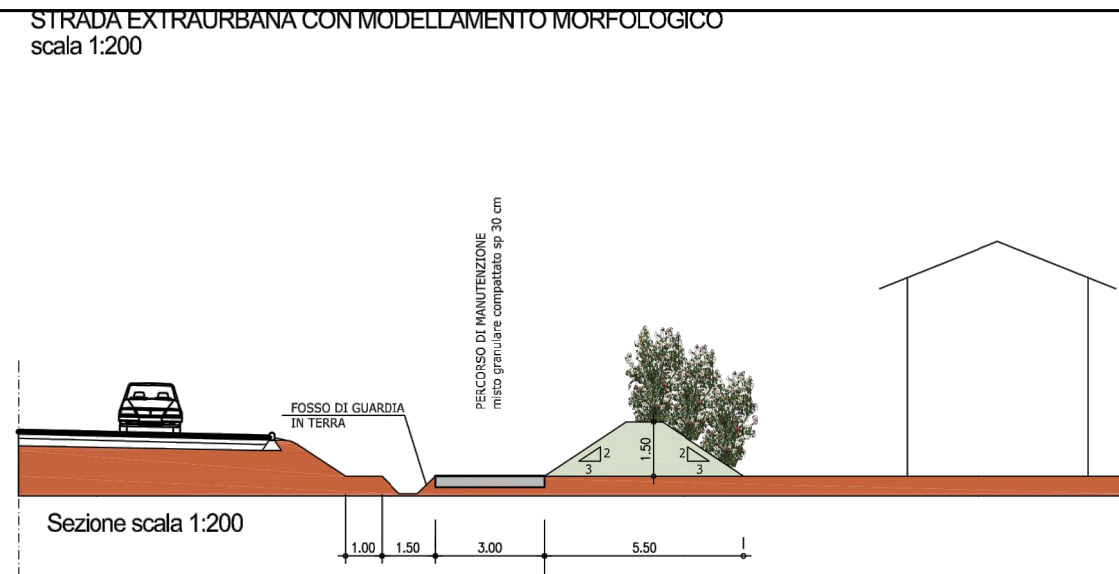 STRADA EXTRAURBANA CON MODELLAMENTO MORFOLOGICO
scala 1:200
PERCORSO DI MANUTENZIONE
misto granulare compattato sp 30 cm
FOSSO DI GUARDIA
IN TERRA
2
3
1.50
2
3
Sezione scala 1:200
1.00 1.50 3.00 5.50